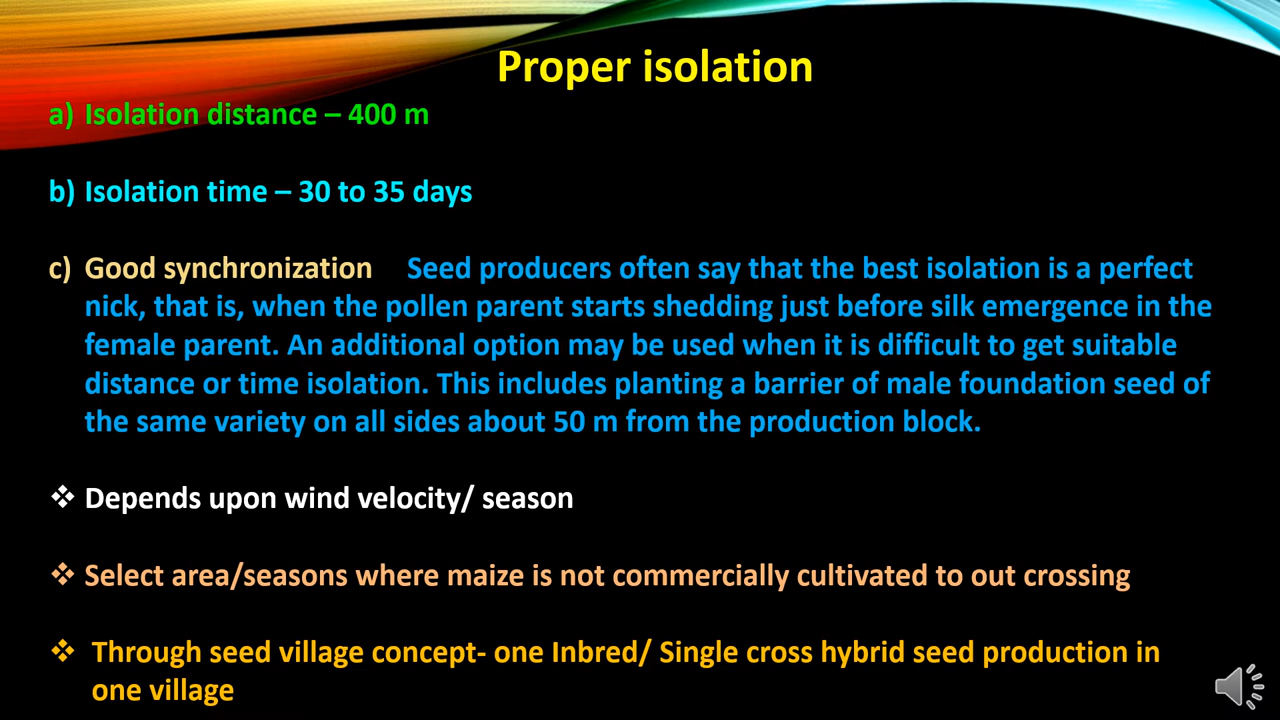 Proper isolation
a) Isolation distance – 400 m
b) Isolation time – 30 to 35 days
c) Good synchronization Seed producers often say that the best isolation is a perfect
nick, that is, when the pollen parent starts shedding just before silk emergence in the
female parent. An additional option may be used when it is difficult to get suitable
distance or time isolation. This includes planting a barrier of male foundation seed of
the same variety on all sides about 50 m from the production block.
❖ Depends upon wind velocity/ season
❖ Select area/seasons where maize is not commercially cultivated to out crossing
❖ Through seed village concept- one Inbred/ Single cross hybrid seed production in
one village